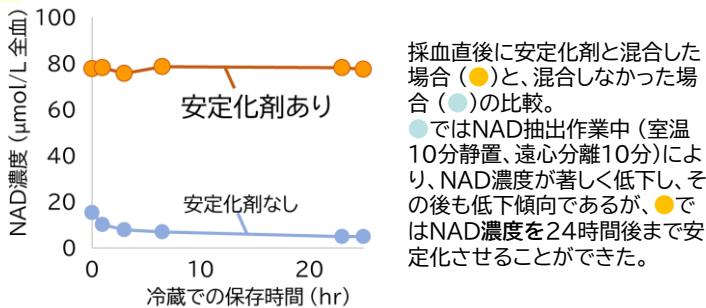 100
80
60
40
20
0
NAD濃度 (μmol/L 全血)
安定化剤あり
安定化剤なし
0
10
20
冷蔵での保存時間 (hr)
採血直後に安定化剤と混合した
場合 (●)と、混合しなかった場
合 (●)の比較。
●ではNAD抽出作業中 (室温
10分静置、遠心分離10分)によ
り、NAD濃度が著しく低下し、そ
の後も低下傾向であるが、●で
はNAD濃度を24時間後まで安
定化させることができた。